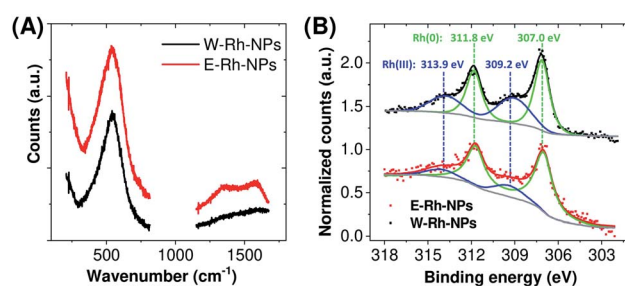 (A)
W-Rh-NPs
E-Rh-NPs
Counts (a.u.)
500 1000 1500
Wavenumber (cm⁻¹)
(B)
Rh(0): 311.8 eV 307.0 eV
Rh(III): 313.9 eV 309.2 eV
Normalized counts (a.u.)
2.0
1.5
1.0
0.5
0.0
E-Rh-NPs
W-Rh-NPs
318 315 312 309 306 303
Binding energy (eV)